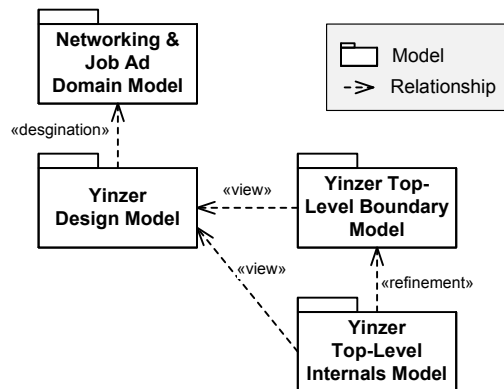 Networking &
Job Ad
Domain Model
Model
Relationship
«desgination»
Yinzer
Design Model
«view»
Yinzer Top-
Level Boundary
Model
«view»
«refinement»
Yinzer
Top-Level
Internals Model